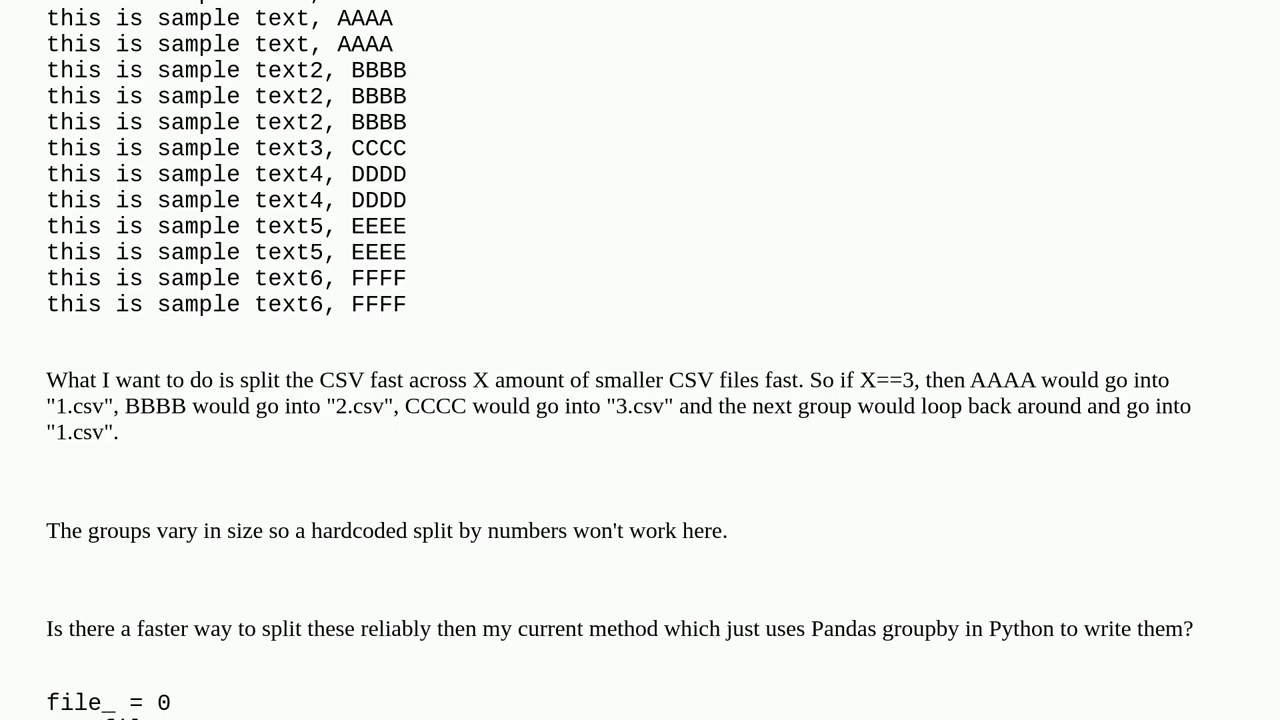 this is sample text, AAAA
this is sample text, AAAA
this is sample text2, BBBB
this is sample text2, BBBB
this is sample text2, BBBB
this is sample text3, CCCC
this is sample text4, DDDD
this is sample text4, DDDD
this is sample text5, EEEE
this is sample text5, EEEE
this is sample text6, FFFF
this is sample text6, FFFF
What I want to do is split the CSV fast across X amount of smaller CSV files fast. So if X==3, then AAAA would go into
"1.csv", BBBB would go into "2.csv", CCCC would go into "3.csv" and the next group would loop back around and go into
"1.csv".
The groups vary in size so a hardcoded split by numbers won't work here.
Is there a faster way to split these reliably then my current method which just uses Pandas groupby in Python to write them?
file_ = 0